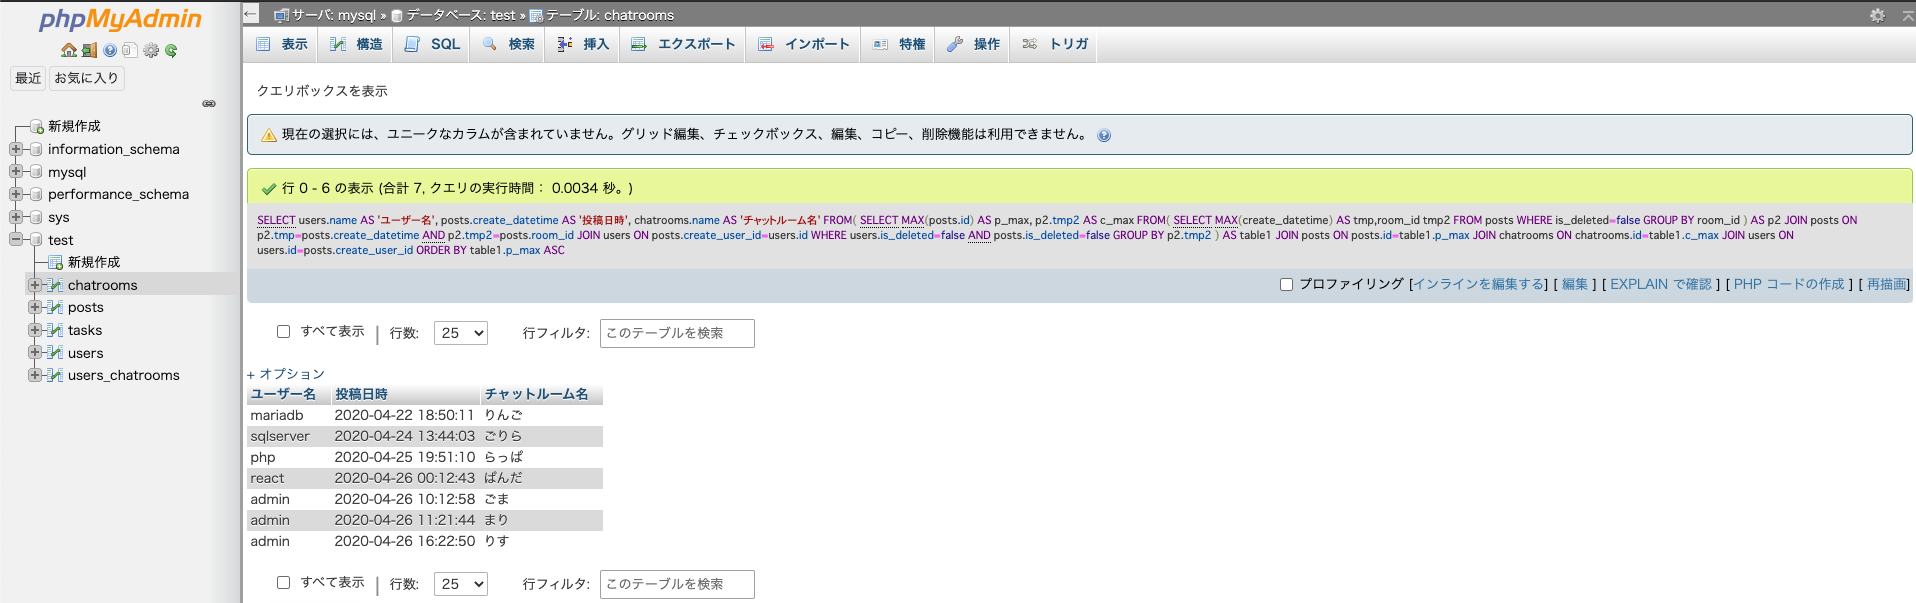 phpMyAdmin
最近 お気に入り
新規作成
information_schema
mysql
performance_schema
sys
test
新規作成
chatrooms
posts
tasks
users
users_chatrooms
サーバ: mysql » データベース: test » テーブル: chatrooms
表示 構造 SQL 検索 挿入 エクスポート インポート 特権 操作 トリガ
クエリボックスを表示
現在の選択には、ユニークなカラムが含まれていません。グリッド編集、チェックボックス、編集、コピー、削除機能は利用できません。
行 0 - 6 の表示 (合計 7, クエリの実行時間： 0.0034 秒。)
SELECT users.name AS 'ユーザー名', posts.create_datetime AS '投稿日時', chatrooms.name AS 'チャットルーム名' FROM( SELECT MAX(posts.id) AS p_max, p2.tmp2 AS c_max FROM( SELECT MAX(create_datetime) AS tmp,room_id tmp2 FROM posts WHERE is_deleted=false GROUP BY room_id ) AS p2 JOIN posts ON
p2.tmp=posts.create_datetime AND p2.tmp2=posts.room_id JOIN users ON posts.create_user_id=users.id WHERE users.is_deleted=false AND posts.is_deleted=false GROUP BY p2.tmp2 ) AS table1 JOIN posts ON posts.id=table1.p_max JOIN chatrooms ON chatrooms.id=table1.c_max JOIN users ON
users.id=posts.create_user_id ORDER BY table1.p_max ASC
プロファイリング [インラインを編集する] [ 編集 ] [ EXPLAIN で確認 ] [ PHP コードの作成 ] [ 再描画]
すべて表示 | 行数: 25 行フィルタ: このテーブルを検索
+ オプション
ユーザー名 投稿日時 チャットルーム名
mariadb 2020-04-22 18:50:11 りんご
sqlserver 2020-04-24 13:44:03 ごりら
php 2020-04-25 19:51:10 らっぱ
react 2020-04-26 00:12:43 ぱんだ
admin 2020-04-26 10:12:58 ごま
admin 2020-04-26 11:21:44 まり
admin 2020-04-26 16:22:50 りす
すべて表示 | 行数: 25 行フィルタ: このテーブルを検索